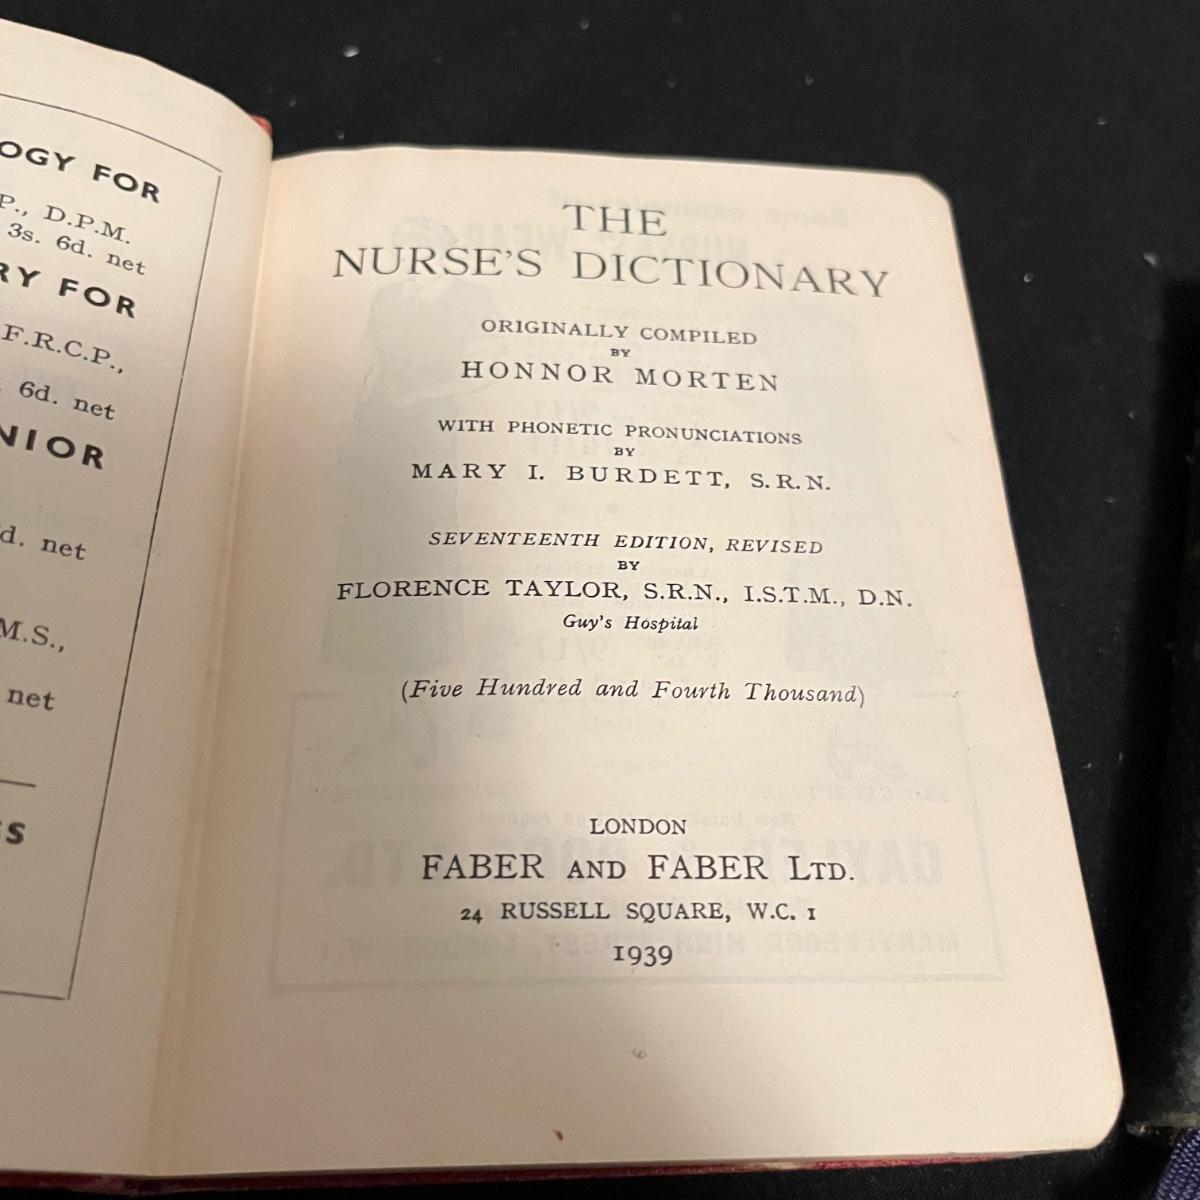 OGY FOR
P., D.P.M.
3s. 6d. net
RY FOR
F.R.C.P.,
6d. net
NIOR
d. net
M.S.,
net
S
THE
NURSE'S DICTIONARY
ORIGINALLY COMPILED
BY
HONNOR MORTEN
WITH PHONETIC PRONUNCIATIONS
BY
MARY I. BURDETT, S.R.N.
SEVENTEENTH EDITION, REVISED
BY
FLORENCE TAYLOR, S.R.N., I.S.T.M., D.N.
Guy's Hospital
(Five Hundred and Fourth Thousand)
LONDON
FABER AND FABER LTD.
24 RUSSELL SQUARE, W.C. 1
1939